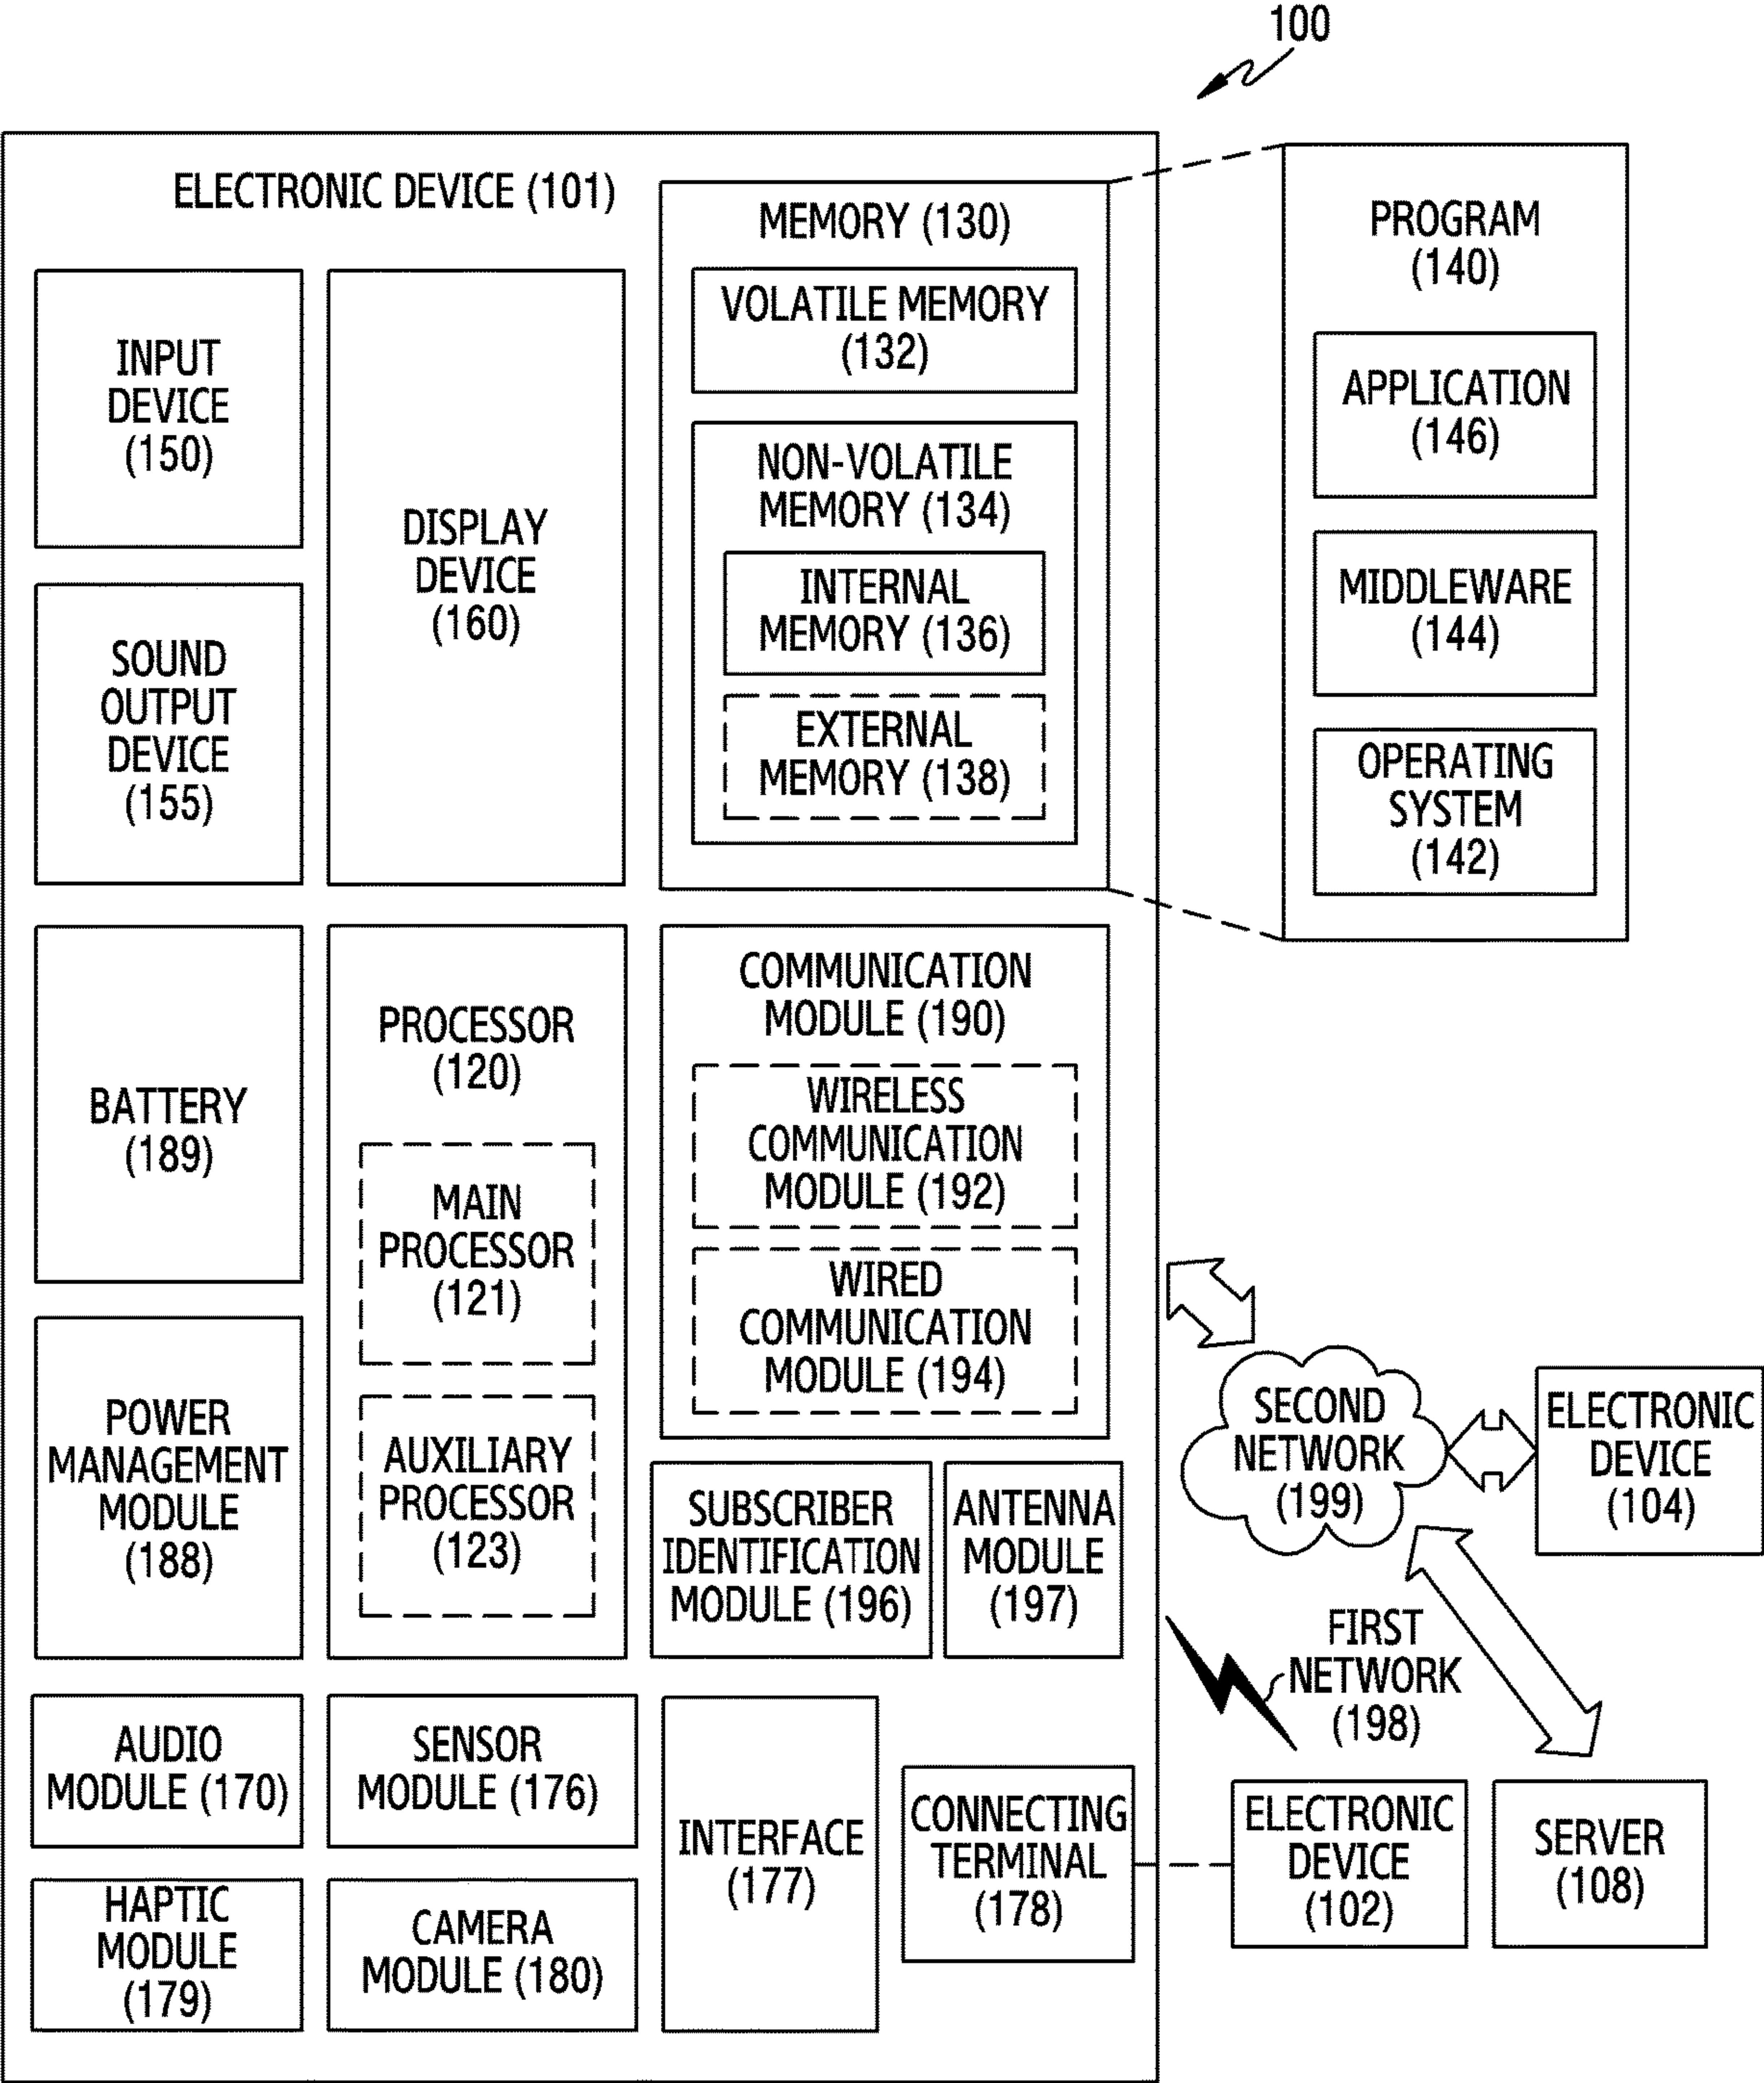 100
ELECTRONIC DEVICE (101)
INPUT
DEVICE
(150)
DISPLAY
DEVICE
(160)
SOUND
OUTPUT
DEVICE
(155)
MEMORY (130)
VOLATILE MEMORY
(132)
NON-VOLATILE
MEMORY (134)
INTERNAL
MEMORY (136)
EXTERNAL
MEMORY (138)
PROGRAM
(140)
APPLICATION
(146)
MIDDLEWARE
(144)
OPERATING
SYSTEM
(142)
BATTERY
(189)
POWER
MANAGEMENT
MODULE
(188)
PROCESSOR
(120)
MAIN
PROCESSOR
(121)
AUXILIARY
PROCESSOR
(123)
COMMUNICATION
MODULE (190)
WIRELESS
COMMUNICATION
MODULE (192)
WIRED
COMMUNICATION
MODULE (194)
SUBSCRIBER
IDENTIFICATION
MODULE (196)
ANTENNA
MODULE
(197)
SECOND
NETWORK
(199)
ELECTRONIC
DEVICE
(104)
FIRST
NETWORK
(198)
AUDIO
MODULE (170)
SENSOR
MODULE (176)
HAPTIC
MODULE
(179)
CAMERA
MODULE (180)
INTERFACE
(177)
CONNECTING
TERMINAL
(178)
ELECTRONIC
DEVICE
(102)
SERVER
(108)